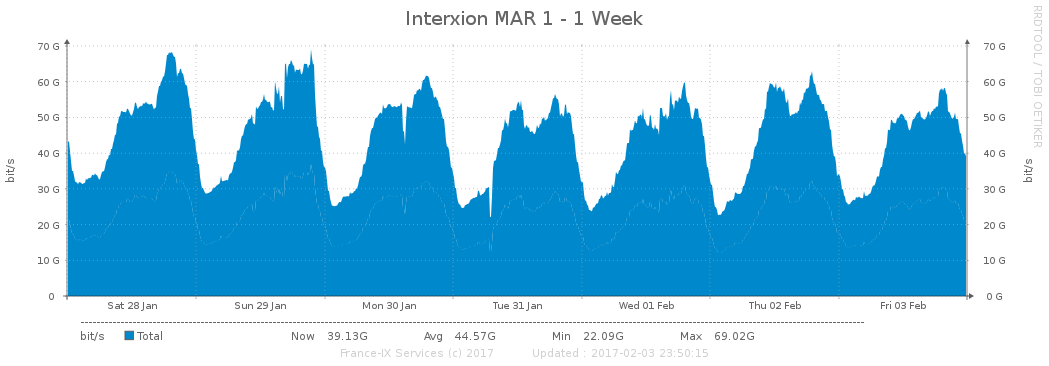 Interxion MAR 1 - 1 Week
RRDTOOL / TOBI OETIKER
70 G 70 G
60 G 60 G
50 G 50 G
40 G 40 G
30 G 30 G
20 G 20 G
10 G 10 G
0 0 G
bit/s bit/s
Sat 28 Jan Sun 29 Jan Mon 30 Jan Tue 31 Jan Wed 01 Feb Thu 02 Feb Fri 03 Feb
bit/s Total Now 39.13G Avg 44.57G Min 22.09G Max 69.02G
France-IX Services (c) 2017 Updated : 2017-02-03 23:50:15